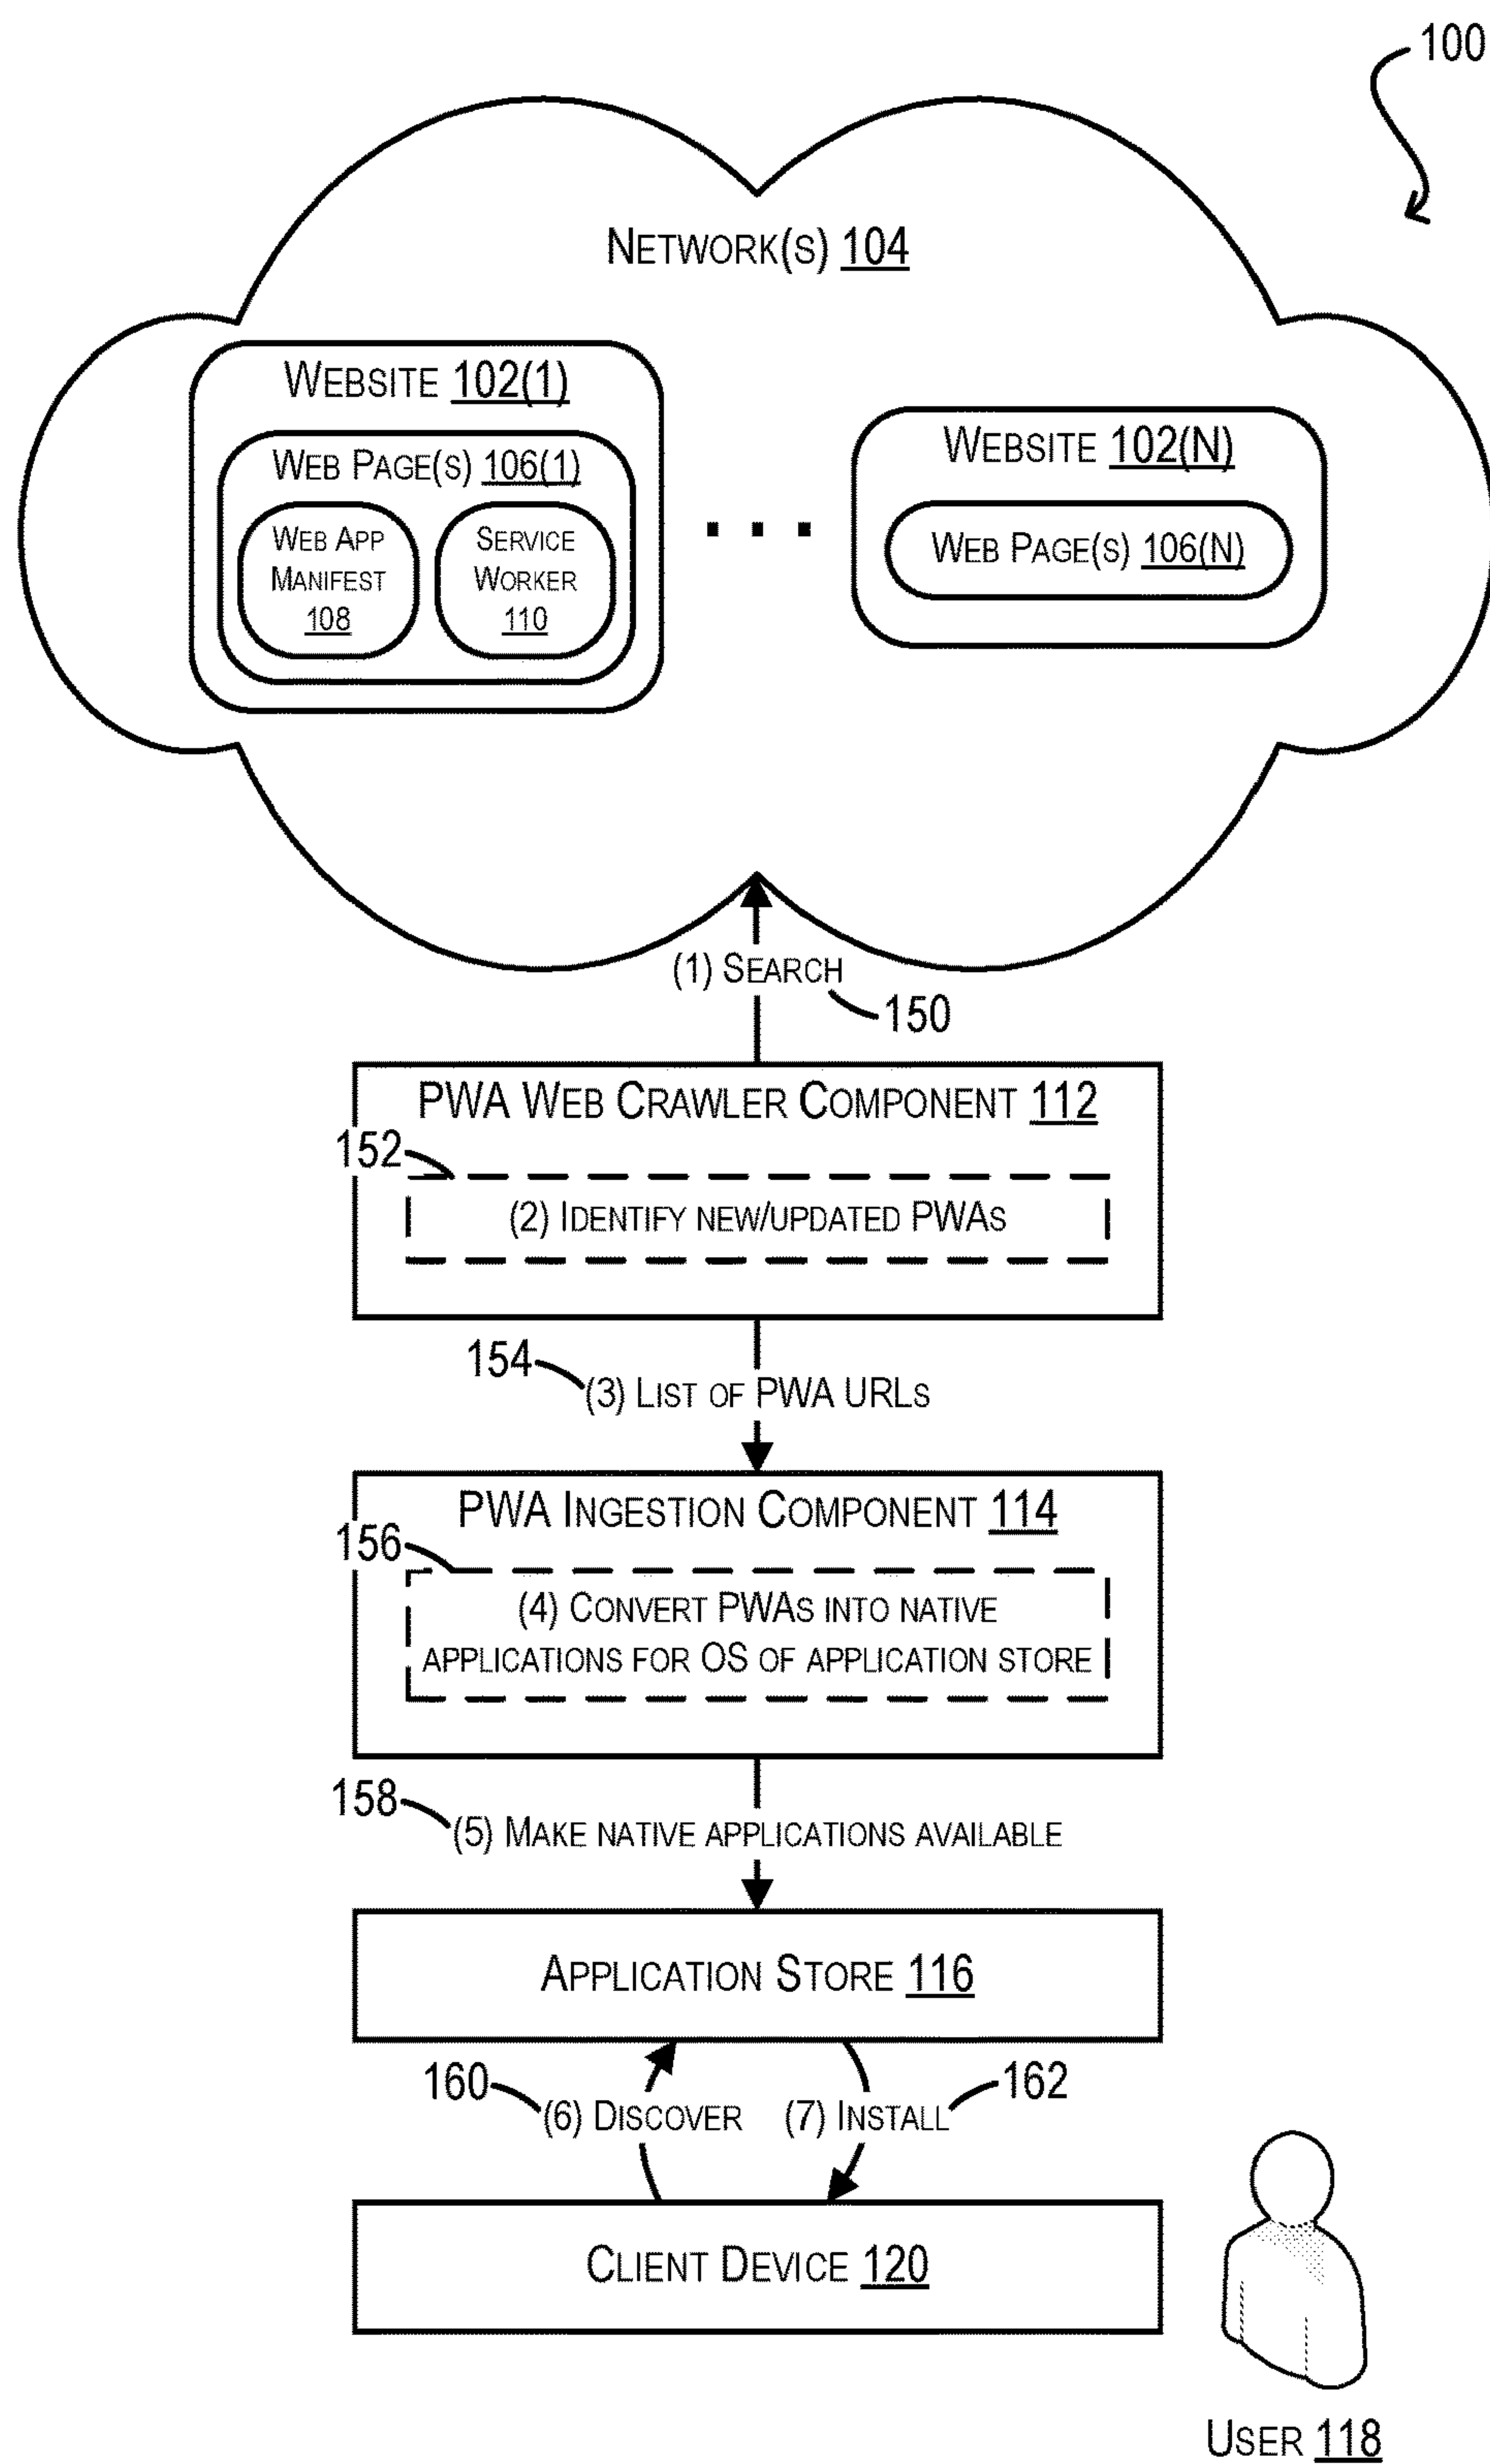 100
NETWORK(S) 104
WEBSITE 102(1)
WEB PAGE(S) 106(1)
WEB APP
MANIFEST
108
SERVICE
WORKER
110
...
WEBSITE 102(N)
WEB PAGE(S) 106(N)
(1) SEARCH
150
PWA WEB CRAWLER COMPONENT 112
152
(2) IDENTIFY NEW/UPDATED PWAS
154
(3) LIST OF PWA URLS
PWA INGESTION COMPONENT 114
156
(4) CONVERT PWAS INTO NATIVE
APPLICATIONS FOR OS OF APPLICATION STORE
158
(5) MAKE NATIVE APPLICATIONS AVAILABLE
APPLICATION STORE 116
160
(6) DISCOVER
(7) INSTALL
162
CLIENT DEVICE 120
USER 118